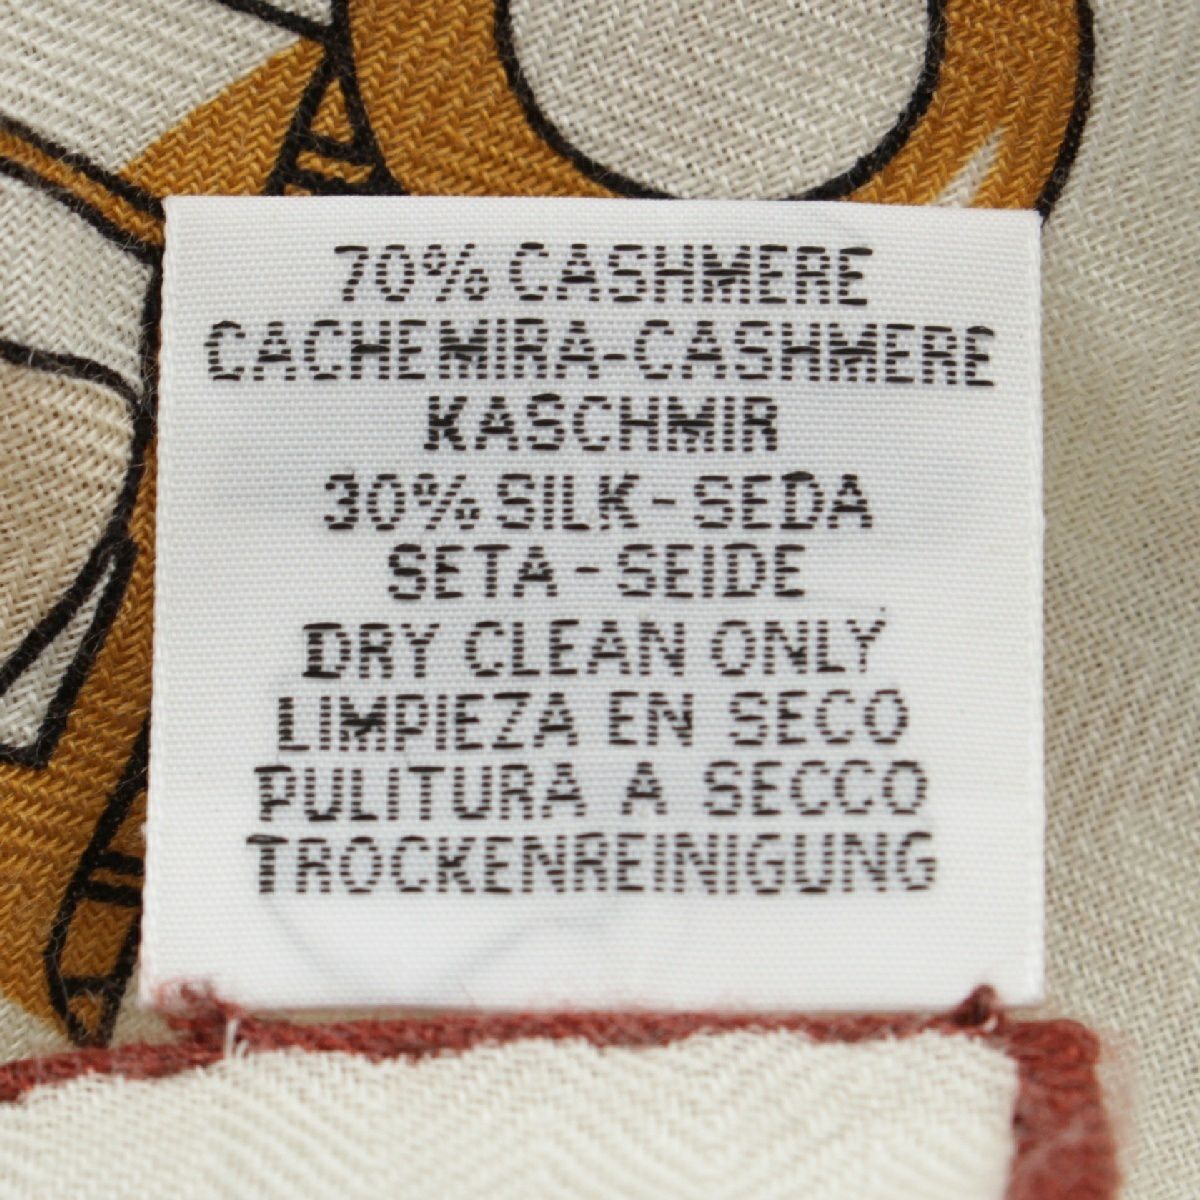 70% CASHMERE
CACHEMIRA-CASHMERE
KASCHMIR
30% SILK-SEDA
SETA-SEIDE
DRY CLEAN ONLY
LIMPIEZA EN SECO
PULITURA A SECCO
TROCKENREINIGUNG